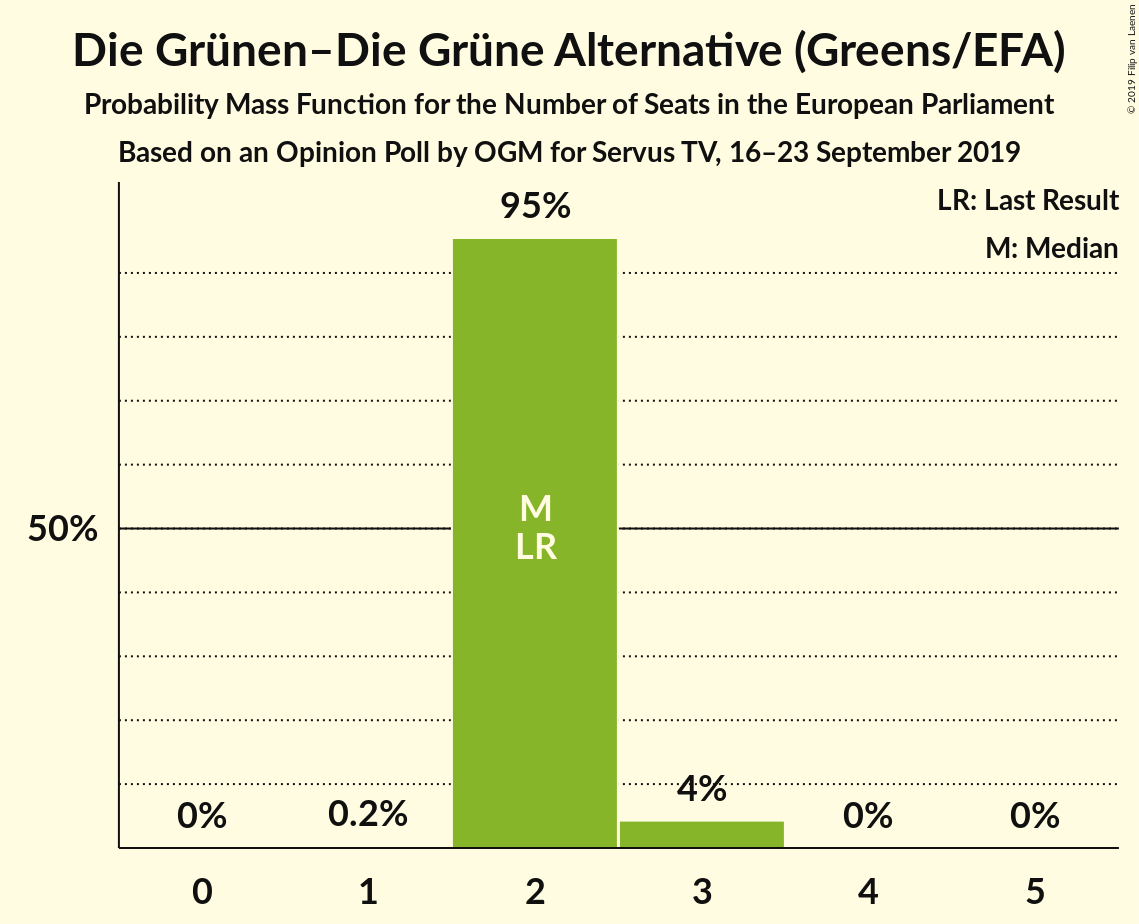 Die Grünen–Die Grüne Alternative (Greens/EFA)
Probability Mass Function for the Number of Seats in the European Parliament
Based on an Opinion Poll by OGM for Servus TV, 16–23 September 2019
© 2019 Filip van Laenen
LR: Last Result
M: Median
95%
M
LR
50%
0%
0.2%
4%
0%
0%
0
1
2
3
4
5